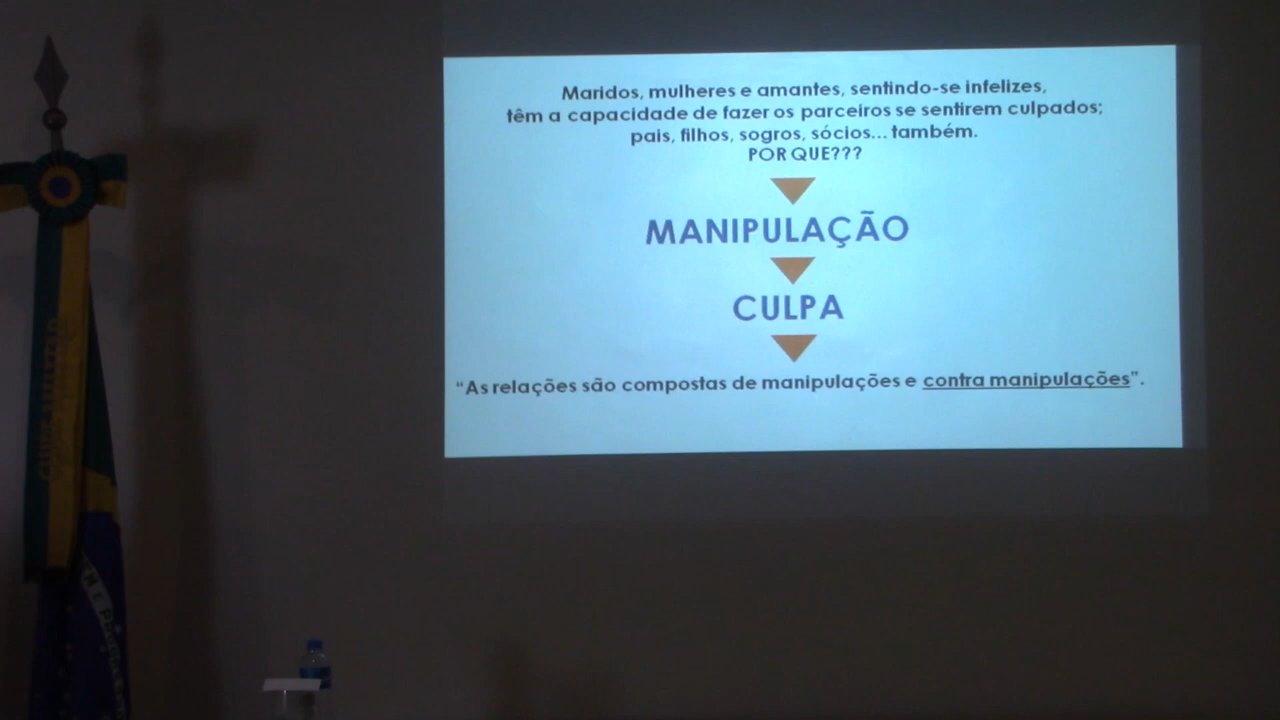 Maridos, mulheres e amantes, sentindo-se infelizes,
têm a capacidade de fazer os parceiros se sentirem culpados;
pais, filhos, sogros, sócios... também.
POR QUE???
MANIPULAÇÃO
CULPA
“As relações são compostas de manipulações e contra manipulações”.